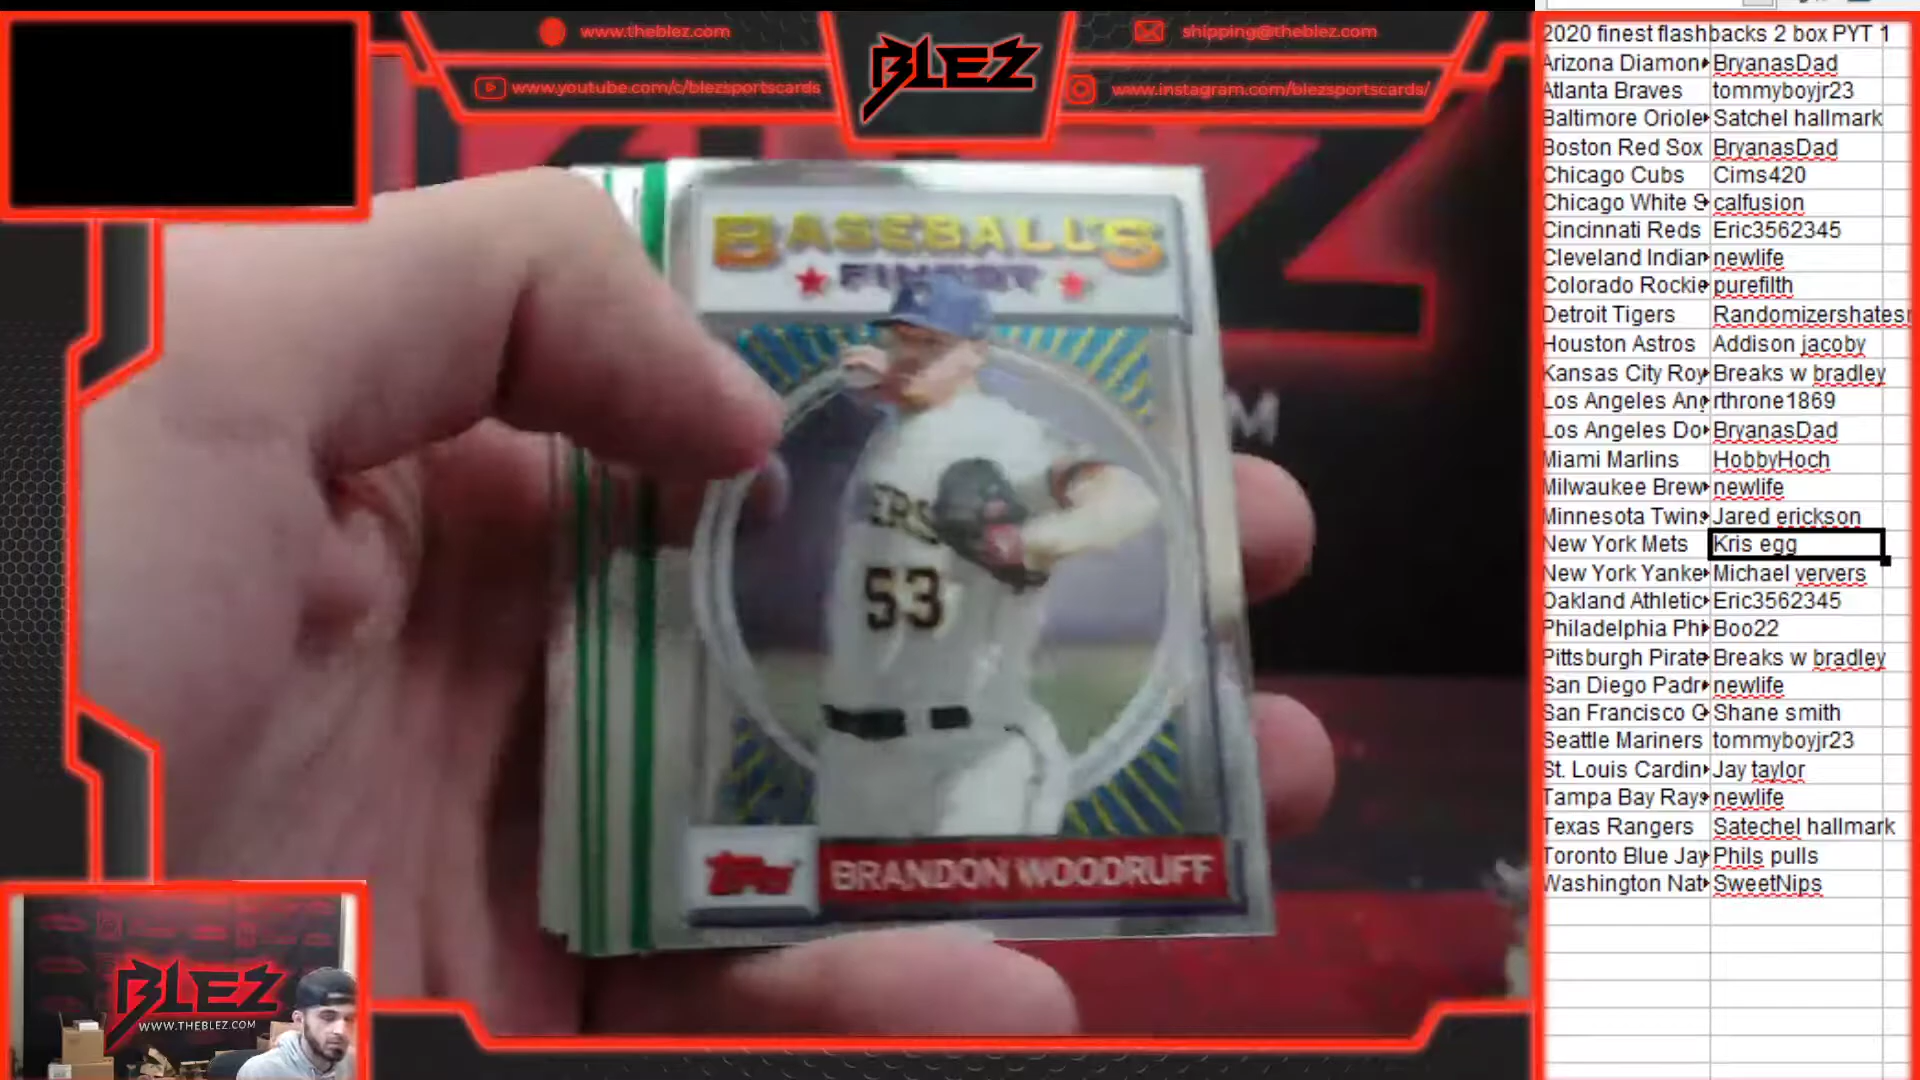 www.theblez.com
shipping@theblez.com
BLEZ
www.youtube.com/c/blezsportscards
www.instagram.com/blezsportscards/
BASEBALL'S
FINEST
ERS
53
TOPPS
BRANDON WOODRUFF
M
BLEZ
WWW.THEBLEZ.COM
2020 finest flashbacks 2 box PYT 1
Arizona Diamon BryanasDad
Atlanta Braves tommyboyjr23
Baltimore Oriole Satchel hallmark
Boston Red Sox BryanasDad
Chicago Cubs Cims420
Chicago White S calfusion
Cincinnati Reds Eric3562345
Cleveland Indian newlife
Colorado Rockie purefilth
Detroit Tigers Randomizershates
Houston Astros Addison jacoby
Kansas City Roy Breaks w bradley
Los Angeles Ang rthrone1869
Los Angeles Do BryanasDad
Miami Marlins HobbyHoch
Milwaukee Brew newlife
Minnesota Twins Jared erickson
New York Mets Kris egg
New York Yanke Michael ververs
Oakland Athletic Eric3562345
Philadelphia Phi Boo22
Pittsburgh Pirate Breaks w bradley
San Diego Padr newlife
San Francisco G Shane smith
Seattle Mariners tommyboyjr23
St. Louis Cardin Jay taylor
Tampa Bay Rays newlife
Texas Rangers Satechel hallmark
Toronto Blue Jay Phils pulls
Washington Nat SweetNips